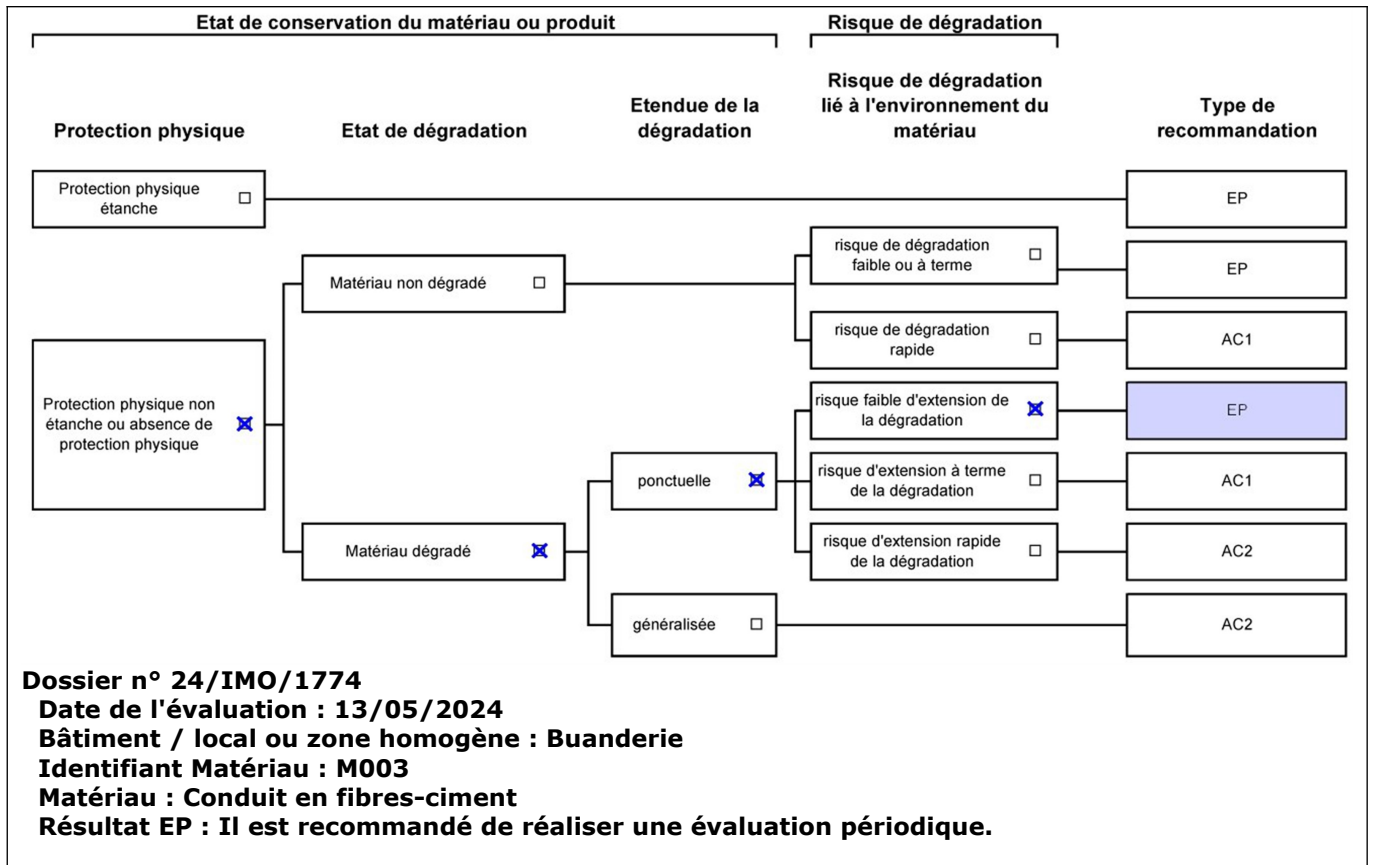 Etat de conservation du matériau ou produit
Risque de dégradation
Protection physique
Etat de dégradation
Etendue de la
dégradation
Risque de dégradation
lié à l'environnement du
matériau
Type de
recommandation
Protection physique
étanche
EP
risque de dégradation
faible ou à terme
EP
Matériau non dégradé
risque de dégradation
rapide
AC1
Protection physique non
étanche ou absence de
protection physique
risque faible d'extension de
la dégradation
EP
ponctuelle
risque d'extension à terme
de la dégradation
AC1
Matériau dégradé
risque d'extension rapide
de la dégradation
AC2
généralisée
AC2
Dossier n° 24/IMO/1774
Date de l'évaluation : 13/05/2024
Bâtiment / local ou zone homogène : Buanderie
Identifiant Matériau : M003
Matériau : Conduit en fibres-ciment
Résultat EP : Il est recommandé de réaliser une évaluation périodique.